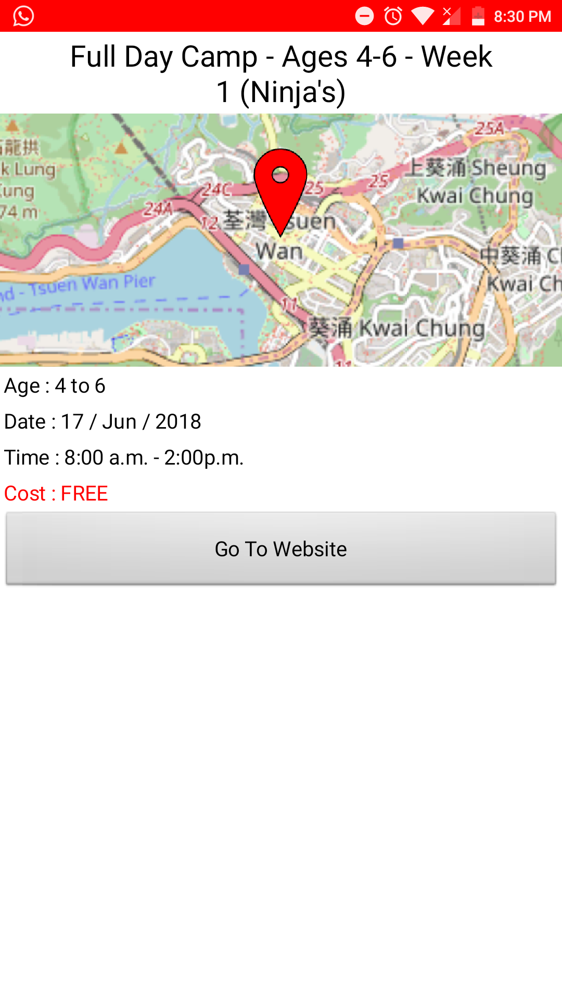 8:30 PM
Full Day Camp - Ages 4-6 - Week
1 (Ninja's)
25A
龍拱
k Lung
上葵涌 Sheung
Kwai Chung
24C
25
25
74 m
24A
12
荃灣 Tsuen
Wan
中葵涌 C
Kwai Ch
nd - Tsuen Wan Pier
11
葵涌 Kwai Chung
11
Age : 4 to 6
Date : 17 / Jun / 2018
Time : 8:00 a.m. - 2:00p.m.
Cost : FREE
Go To Website